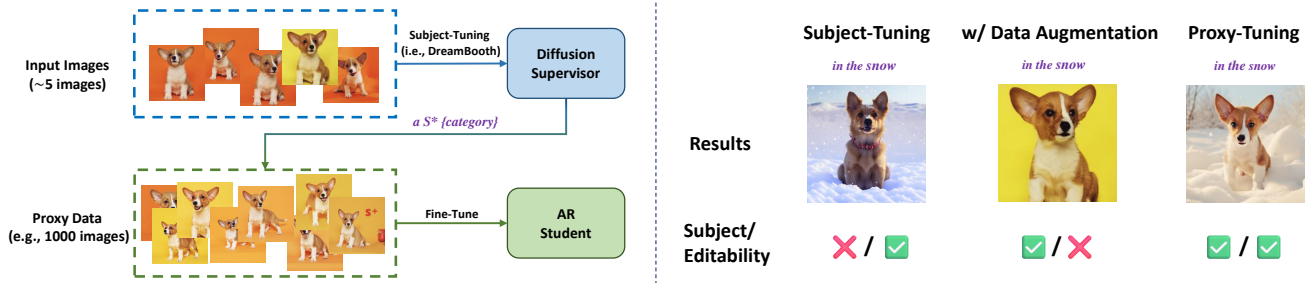 Input Images
(~5 images)
Subject-Tuning
(i.e., DreamBooth)
Diffusion
Supervisor
a S* {category}
Proxy Data
(e.g., 1000 images)
S+
Fine-Tune
AR
Student
Subject-Tuning
w/ Data Augmentation
Proxy-Tuning
in the snow
in the snow
in the snow
Results
Subject/
Editability
/
/
/